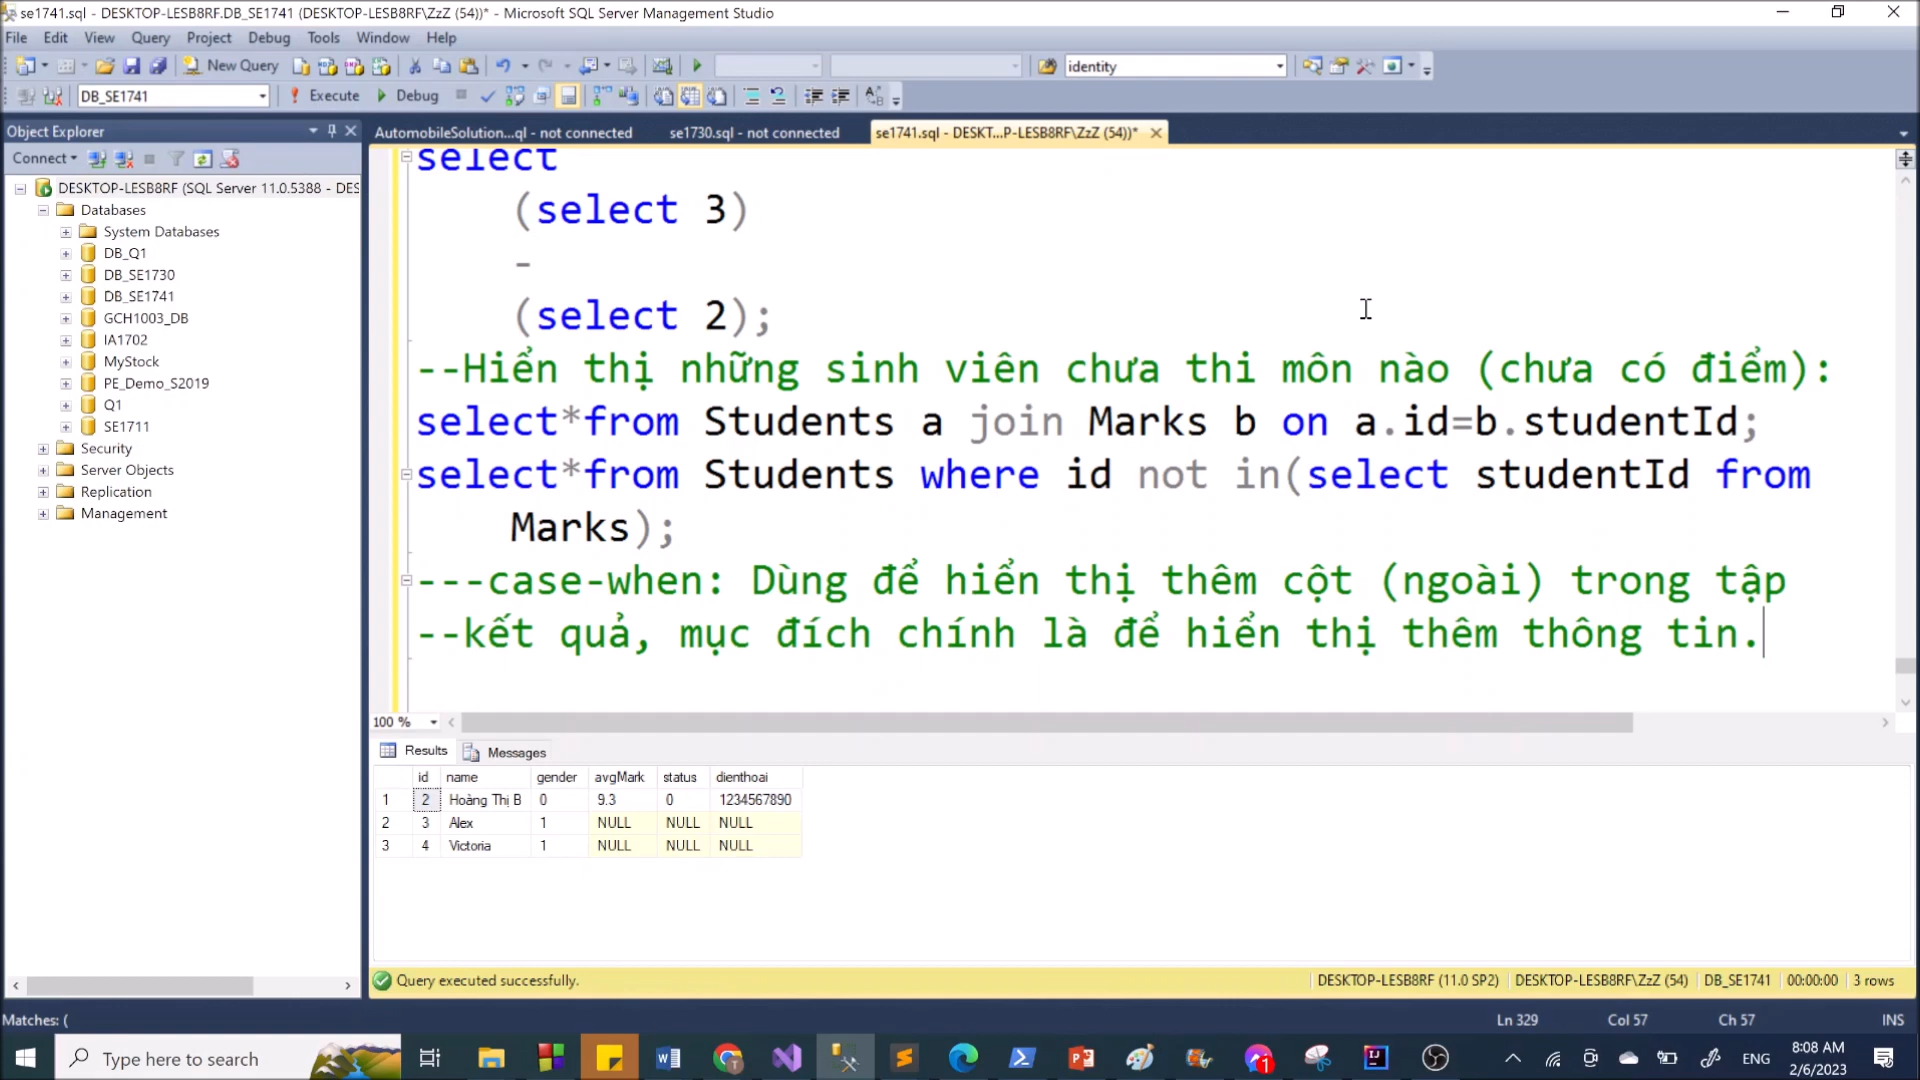 se1741.sql - DESKTOP-LESB8RF.DB_SE1741 (DESKTOP-LESB8RF\ZzZ (54))* - Microsoft SQL Server Management Studio
File Edit View Query Project Debug Tools Window Help
New Query identity
DB_SE1741 Execute Debug
Object Explorer
Connect
DESKTOP-LESB8RF (SQL Server 11.0.5388 - DES
Databases
System Databases
DB_Q1
DB_SE1730
DB_SE1741
GCH1003_DB
IA1702
MyStock
PE_Demo_S2019
Q1
SE1711
Security
Server Objects
Replication
Management
AutomobileSolution...ql - not connected se1730.sql - not connected se1741.sql - DESKT...P-LESB8RF\ZzZ (54))*
select
(select 3)
-
(select 2);
--Hiển thị những sinh viên chưa thi môn nào (chưa có điểm):
select*from Students a join Marks b on a.id=b.studentId;
select*from Students where id not in(select studentId from
Marks);
---case-when: Dùng để hiển thị thêm cột (ngoài) trong tập
--kết quả, mục đích chính là để hiển thị thêm thông tin.
100 %
Results Messages
id name gender avgMark status dienthoai
1 2 Hoàng Thị B 0 9.3 0 1234567890
2 3 Alex 1 NULL NULL NULL
3 4 Victoria 1 NULL NULL NULL
Query executed successfully. DESKTOP-LESB8RF (11.0 SP2) DESKTOP-LESB8RF\ZzZ (54) DB_SE1741 00:00:00 3 rows
Matches: ( Ln 329 Col 57 Ch 57 INS
Type here to search 1 ENG 8:08 AM
2/6/2023